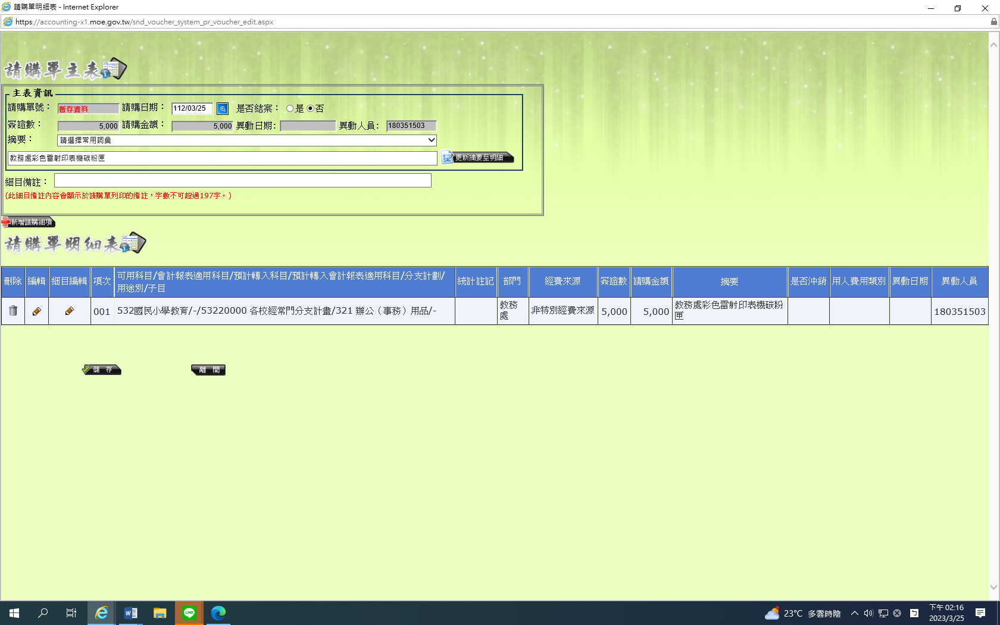 請購單明細表 - Internet Explorer
https://accounting-x1.moe.gov.tw/snd_voucher_system_pr_voucher_edit.aspx
請購單主表
主表資訊
請購單號： 暫存資料 請購日期： 112/03/25 是否結案： 是 否
簽證數： 5,000 請購金額： 5,000 異動日期: 異動人員: 180351503
摘要： 請選擇常用詞彙
教務處彩色雷射印表機碳粉匣 更新摘要至明細
細目備註：
(此細目備註內容會顯示於請購單列印的備註，字數不可超過197字。)
新增請購細項
請購單明細表
刪除 編輯 細目編輯 項次 可用科目/會計報表適用科目/預計轉入科目/預計轉入會計報表適用科目/分支計劃/ 統計註記 部門 經費來源 簽證數 請購金額 摘要 是否沖銷 用人費用類別 異動日期 異動人員
用途別/子目
001 532國民小學教育/-/53220000 各校經常門分支計畫/321 辦公（事務）用品/- 教務 非特別經費來源 5,000 5,000 教務處彩色雷射印表機碳粉 180351503
處 匣
儲 存 離 開
LINE
23°C 多雲時陰
下午 02:16
2023/3/25